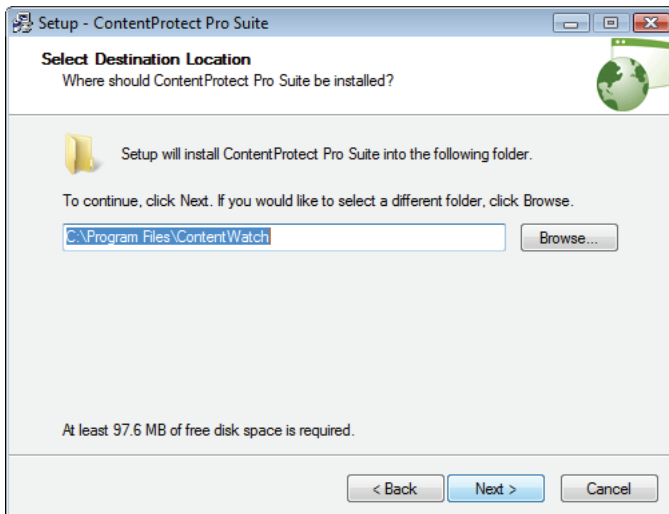 Setup - ContentProtect Pro Suite
Select Destination Location
Where should ContentProtect Pro Suite be installed?
Setup will install ContentProtect Pro Suite into the following folder.
To continue, click Next. If you would like to select a different folder, click Browse.
C:\Program Files\ContentWatch
Browse...
At least 97.6 MB of free disk space is required.
< Back
Next >
Cancel